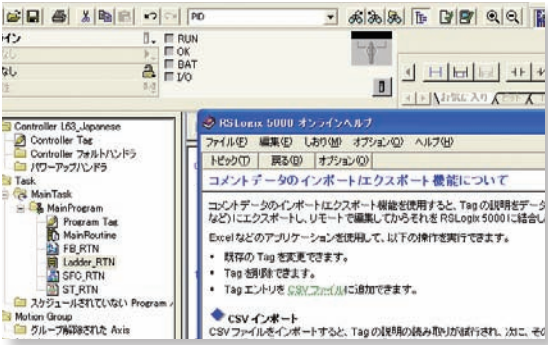 PID
イン
RUN
OK
BAT
I/O
なし
お気に入り
Controller L63_Japanese
Controller Tag
Controller フォルトハンドラ
パワーアップハンドラ
Task
MainTask
MainProgram
Program Tag
MainRoutine
FB_RTN
Ladder_RTN
SFC_RTN
ST_RTN
スケジュールされていない Program
Motion Group
グループ解除された Axis
RSLogix 5000 オンラインヘルプ
ファイル(F) 編集(E) しおり(M) オプション(O) ヘルプ(H)
トピック(T) 戻る(B) オプション(O)
コメントデータのインポート/エクスポート機能について
コメントデータのインポート/エクスポート機能を使用すると、Tag の説明をデータ
など)にエクスポートし、リモートで編集してからそれを RSLogix 5000 に結合し
Excel などのアプリケーションを使用して、以下の操作を実行できます。
• 既存の Tag を変更できます。
• Tag を削除できます。
• Tag エントリを CSV ファイルに追加できます。
CSV インポート
CSV ファイルをインポートすると、Tag の説明の読み取りが試行され、次に、その